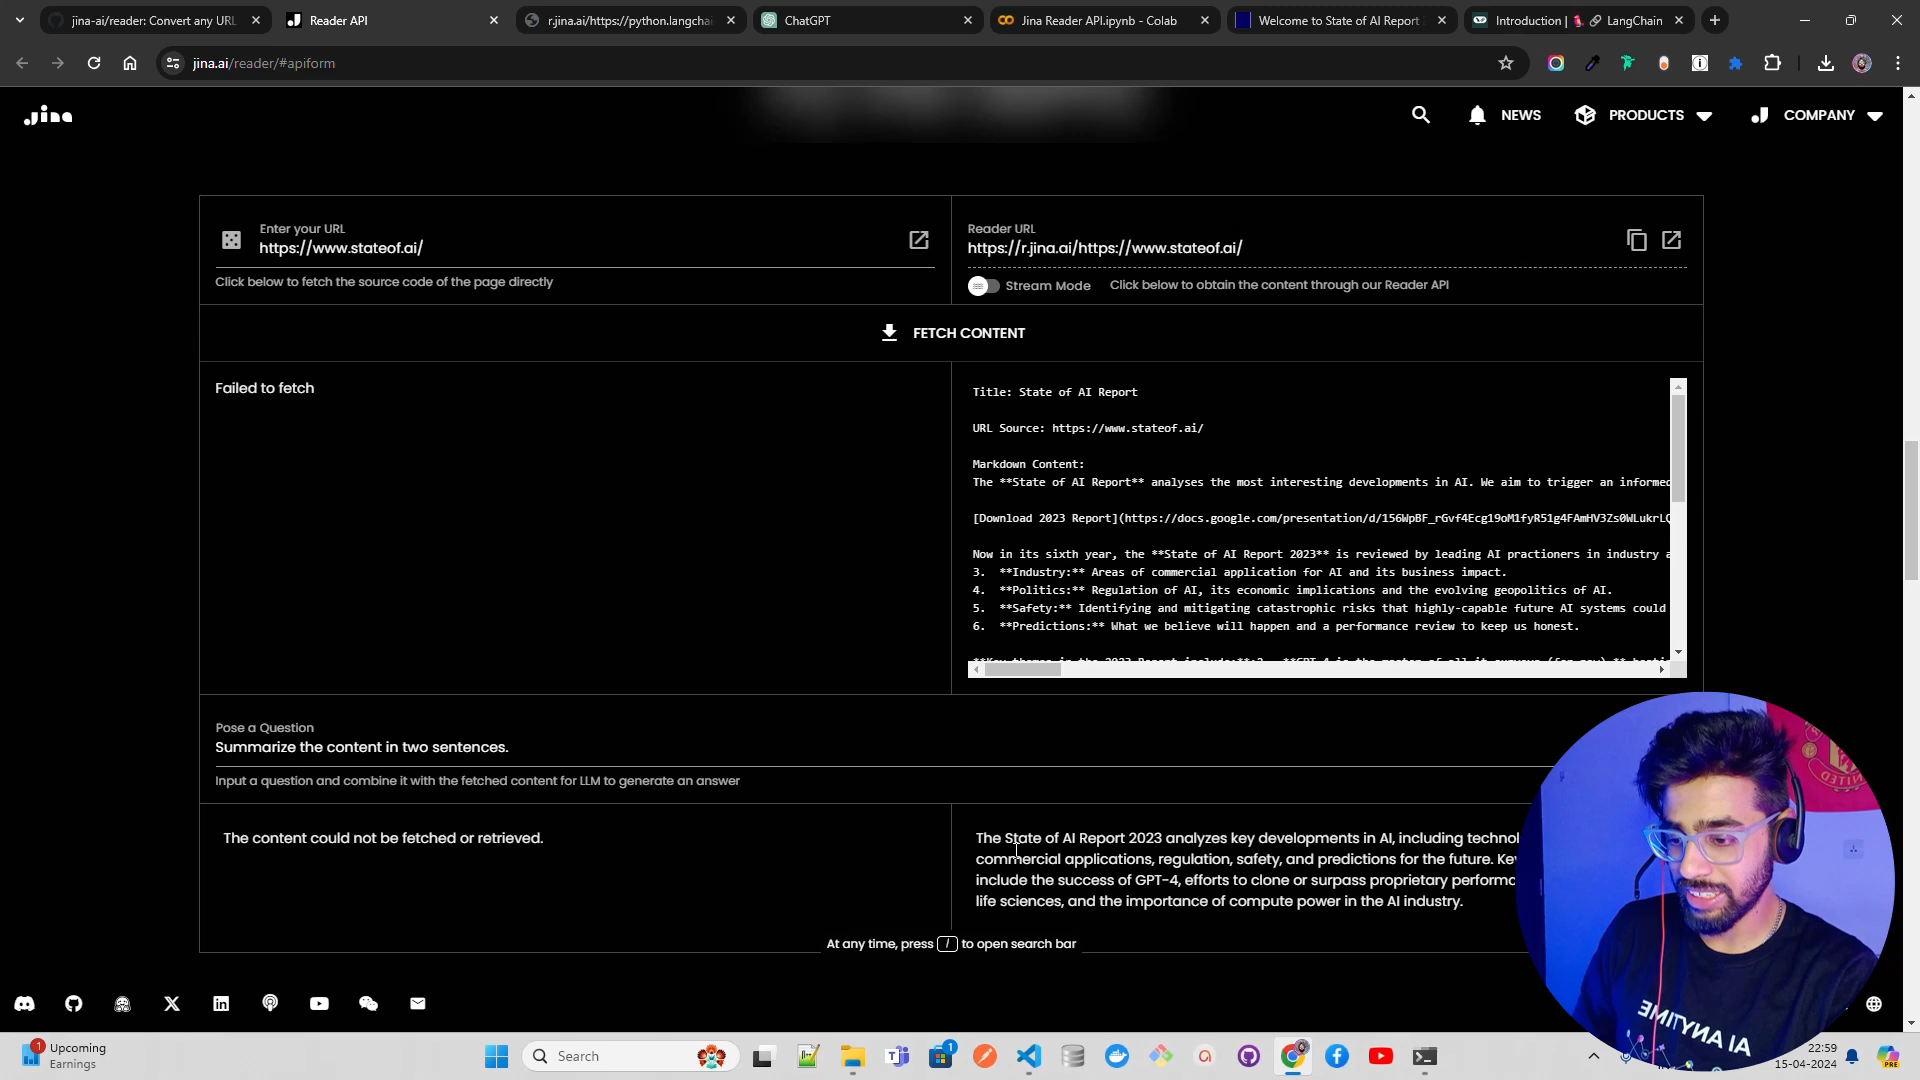 jina-ai/reader: Convert any URL
Reader API
r.jina.ai/https://python.langchai
ChatGPT
Jina Reader API.ipynb - Colab
Welcome to State of AI Report
Introduction | LangChain
jina.ai/reader/#apiform
jina
NEWS
PRODUCTS
COMPANY
Enter your URL
https://www.stateof.ai/
Click below to fetch the source code of the page directly
Reader URL
https://r.jina.ai/https://www.stateof.ai/
Stream Mode
Click below to obtain the content through our Reader API
FETCH CONTENT
Failed to fetch
Title: State of AI Report
URL Source: https://www.stateof.ai/
Markdown Content:
The **State of AI Report** analyses the most interesting developments in AI. We aim to trigger an informed
[Download 2023 Report](https://docs.google.com/presentation/d/156WpBF_rGvf4Ecg19oM1fyR51g4FAmHV3Zs0WLukrLQ
Now in its sixth year, the **State of AI Report 2023** is reviewed by leading AI practioners in industry a
3. **Industry:** Areas of commercial application for AI and its business impact.
4. **Politics:** Regulation of AI, its economic implications and the evolving geopolitics of AI.
5. **Safety:** Identifying and mitigating catastrophic risks that highly-capable future AI systems could
6. **Predictions:** What we believe will happen and a performance review to keep us honest.
Pose a Question
Summarize the content in two sentences.
Input a question and combine it with the fetched content for LLM to generate an answer
The content could not be fetched or retrieved.
The State of AI Report 2023 analyzes key developments in AI, including technol
commercial applications, regulation, safety, and predictions for the future. Key
include the success of GPT-4, efforts to clone or surpass proprietary performa
life sciences, and the importance of compute power in the AI industry.
At any time, press / to open search bar
UNITED
AI ANYTIME
1
Upcoming
Earnings
Search
1
22:59
15-04-2024
PRE